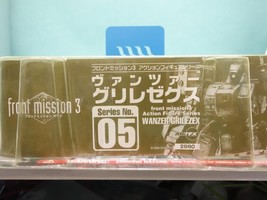 フロントミッション3 アクションフィギュアシリーズ
ヴァンツァー
グリレゼクス
front mission 3
Series No.
05
front mission3
Action Figure Series
WANZER GRILEZEX
2980